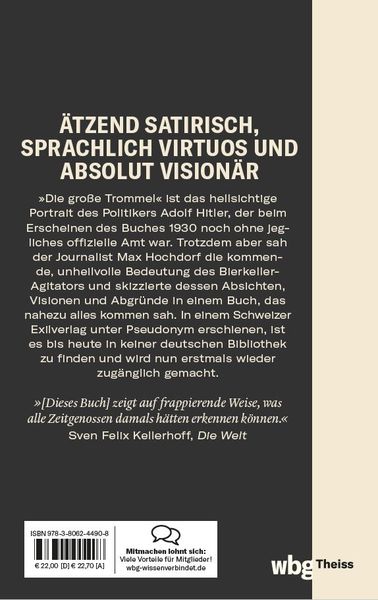 ÄTZEND SATIRISCH,
SPRACHLICH VIRTUOS UND
ABSOLUT VISIONÄR
»Die große Trommel« ist das hellsichtige
Portrait des Politikers Adolf Hitler, der beim
Erscheinen des Buches 1930 noch ohne jeg-
liches offizielle Amt war. Trotzdem aber sah
der Journalist Max Hochdorf die kommen-
de, unheilvolle Bedeutung des Bierkeller-
Agitators und skizzierte dessen Absichten,
Visionen und Abgründe in einem Buch, das
nahezu alles kommen sah. In einem Schweizer
Exilverlag unter Pseudonym erschienen, ist
es bis heute in keiner deutschen Bibliothek
zu finden und wird nun erstmals wieder
zugänglich gemacht.
»[Dieses Buch] zeigt auf frappierende Weise, was
alle Zeitgenossen damals hätten erkennen können.«
Sven Felix Kellerhoff, Die Welt
ISBN 978-3-8062-4490-8
€ 22,00 [D] € 22,70 [A]
Mitmachen lohnt sich:
Viele Vorteile für Mitglieder!
wbg-wissenverbindet.de
wbg Theiss